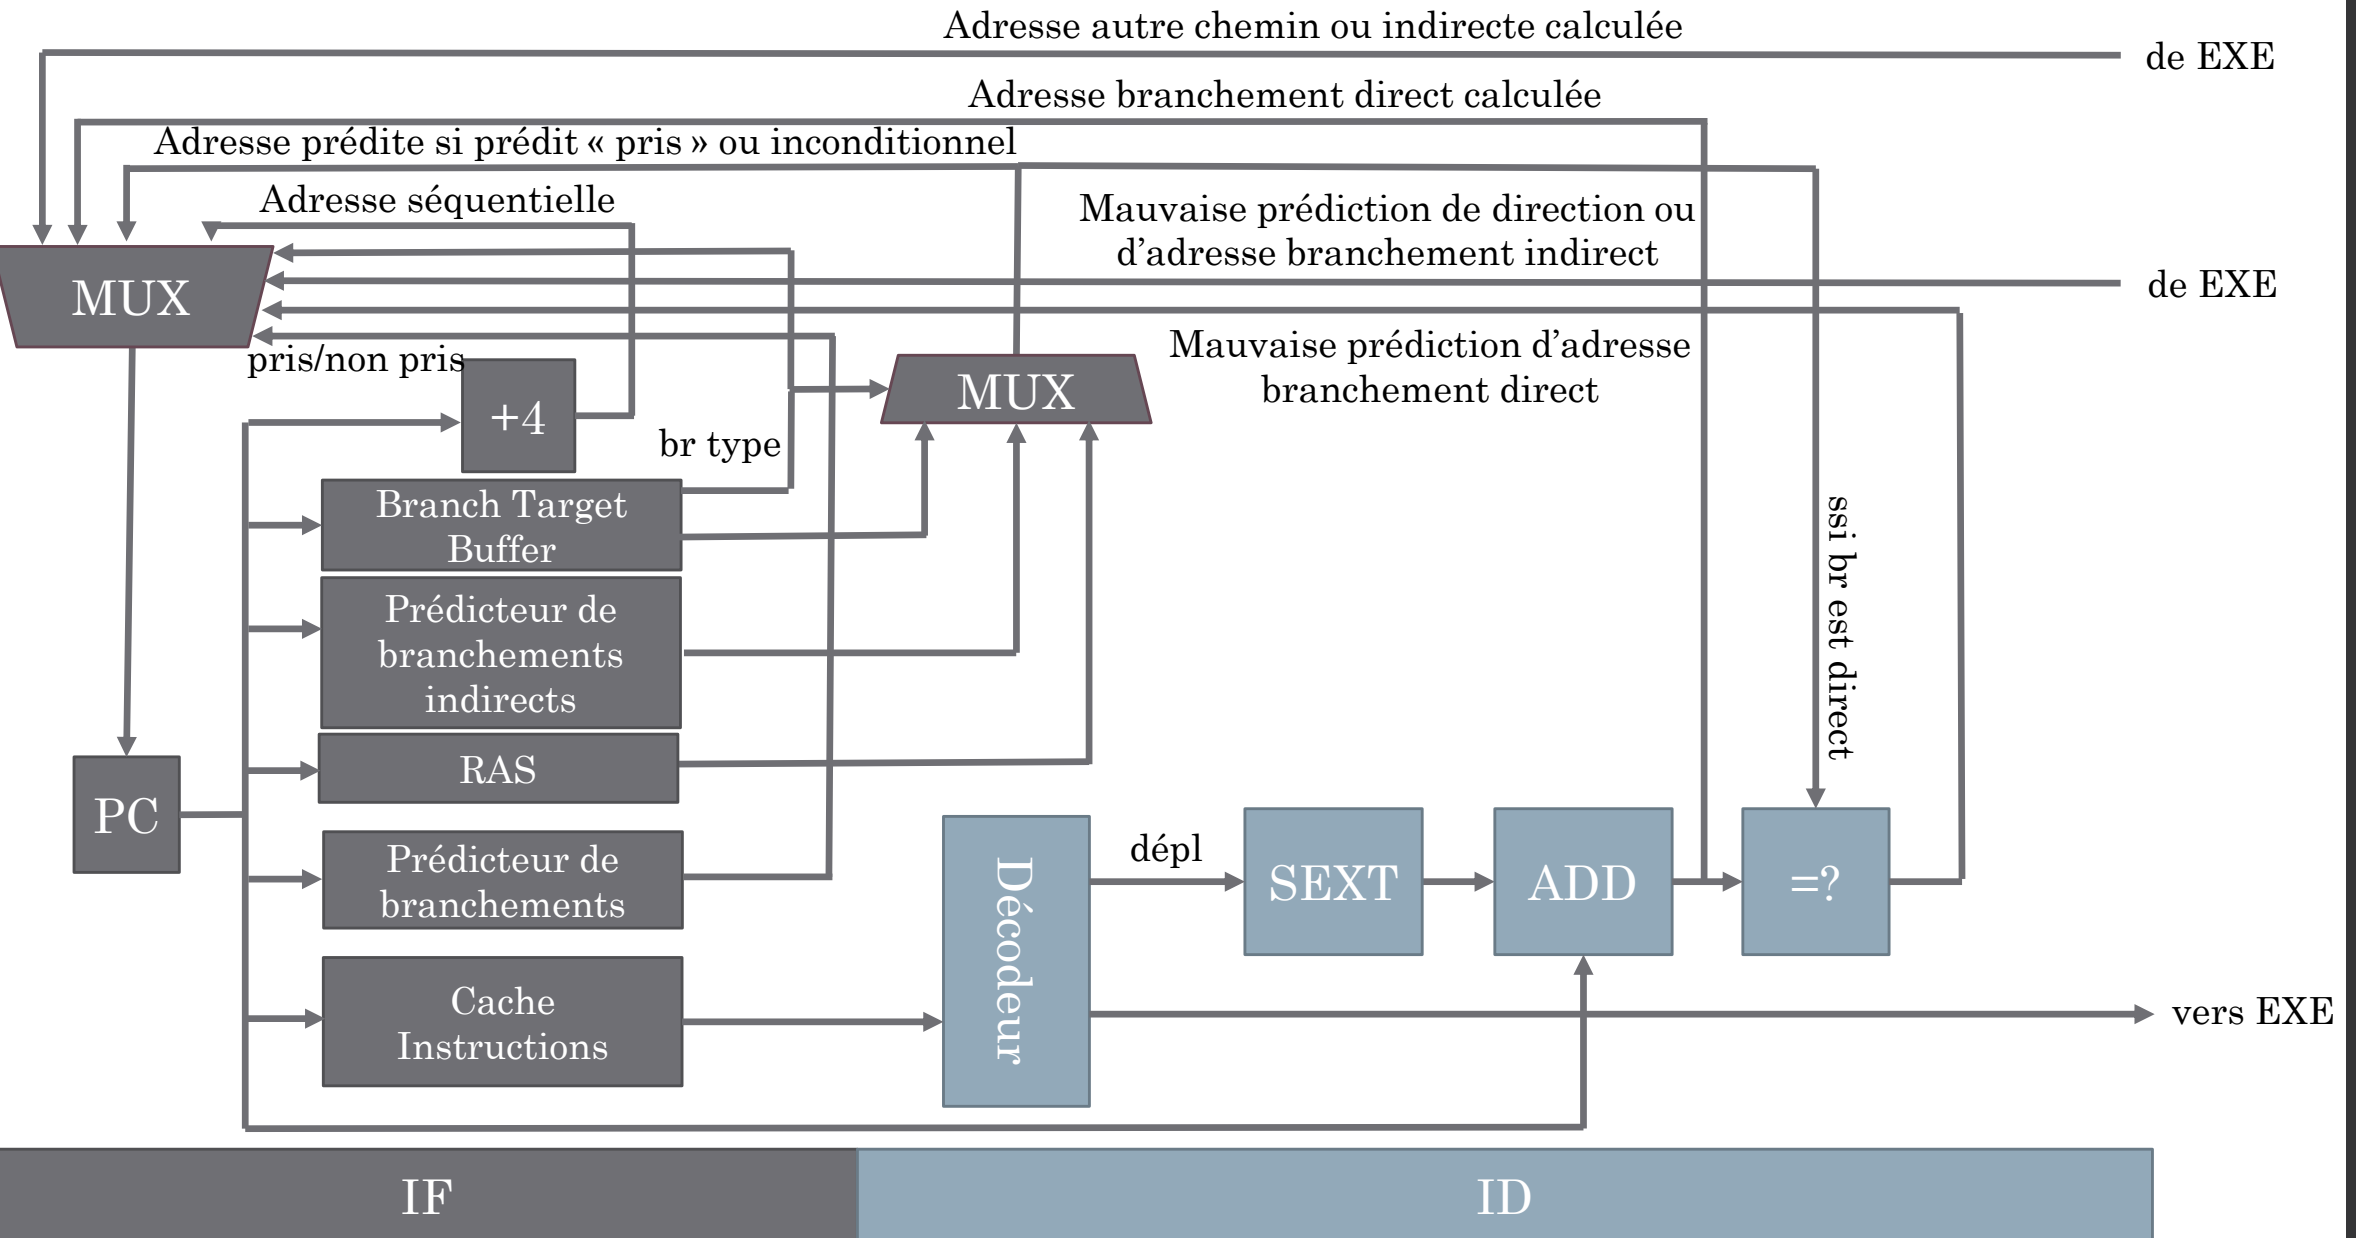 Adresse autre chemin ou indirecte calculée
de EXE
Adresse branchement direct calculée
Adresse prédite si prédit « pris » ou inconditionnel
Adresse séquentielle
Mauvaise prédiction de direction ou
d’adresse branchement indirect
de EXE
MUX
Mauvaise prédiction d’adresse
branchement direct
pris/non pris
+4
MUX
br type
Branch Target
Buffer
ssi br est direct
Prédicteur de
branchements
indirects
RAS
PC
Prédicteur de
branchements
Décodeur
dépl
SEXT
ADD
=?
Cache
Instructions
vers EXE
IF
ID